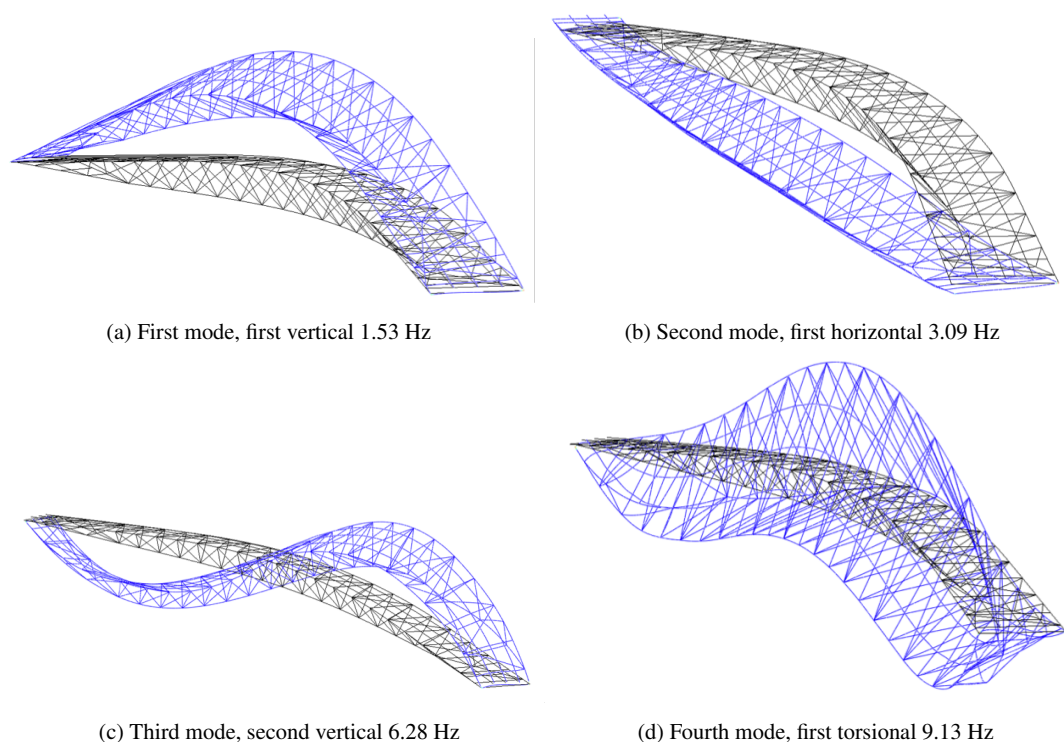 (a) First mode, first vertical 1.53 Hz
(b) Second mode, first horizontal 3.09 Hz
(c) Third mode, second vertical 6.28 Hz
(d) Fourth mode, first torsional 9.13 Hz